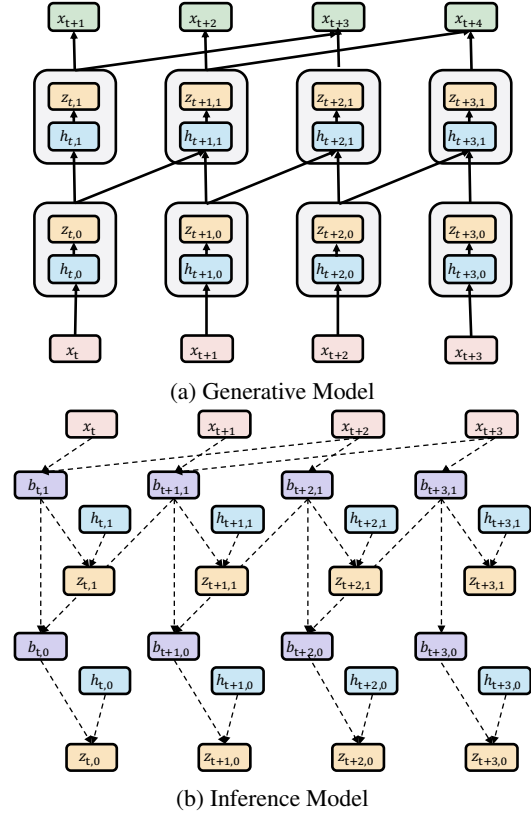 x_{t+1} x_{t+2} x_{t+3} x_{t+4}
z_{t,1} z_{t+1,1} z_{t+2,1} z_{t+3,1}
h_{t,1} h_{t+1,1} h_{t+2,1} h_{t+3,1}
z_{t,0} z_{t+1,0} z_{t+2,0} z_{t+3,0}
h_{t,0} h_{t+1,0} h_{t+2,0} h_{t+3,0}
x_t x_{t+1} x_{t+2} x_{t+3}
(a) Generative Model
x_t x_{t+1} x_{t+2} x_{t+3}
b_{t,1} b_{t+1,1} b_{t+2,1} b_{t+3,1}
h_{t,1} h_{t+1,1} h_{t+2,1} h_{t+3,1}
z_{t,1} z_{t+1,1} z_{t+2,1} z_{t+3,1}
b_{t,0} b_{t+1,0} b_{t+2,0} b_{t+3,0}
h_{t,0} h_{t+1,0} h_{t+2,0} h_{t+3,0}
z_{t,0} z_{t+1,0} z_{t+2,0} z_{t+3,0}
(b) Inference Model